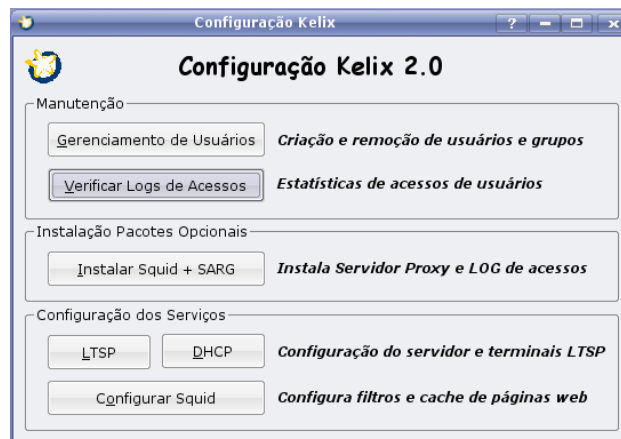 Configuração Kelix
Configuração Kelix 2.0
Manutenção
Gerenciamento de Usuários Criação e remoção de usuários e grupos
Verificar Logs de Acessos Estatísticas de acessos de usuários
Instalação Pacotes Opcionais
Instalar Squid + SARG Instala Servidor Proxy e LOG de acessos
Configuração dos Serviços
LTSP DHCP Configuração do servidor e terminais LTSP
Configurar Squid Configura filtros e cache de páginas web